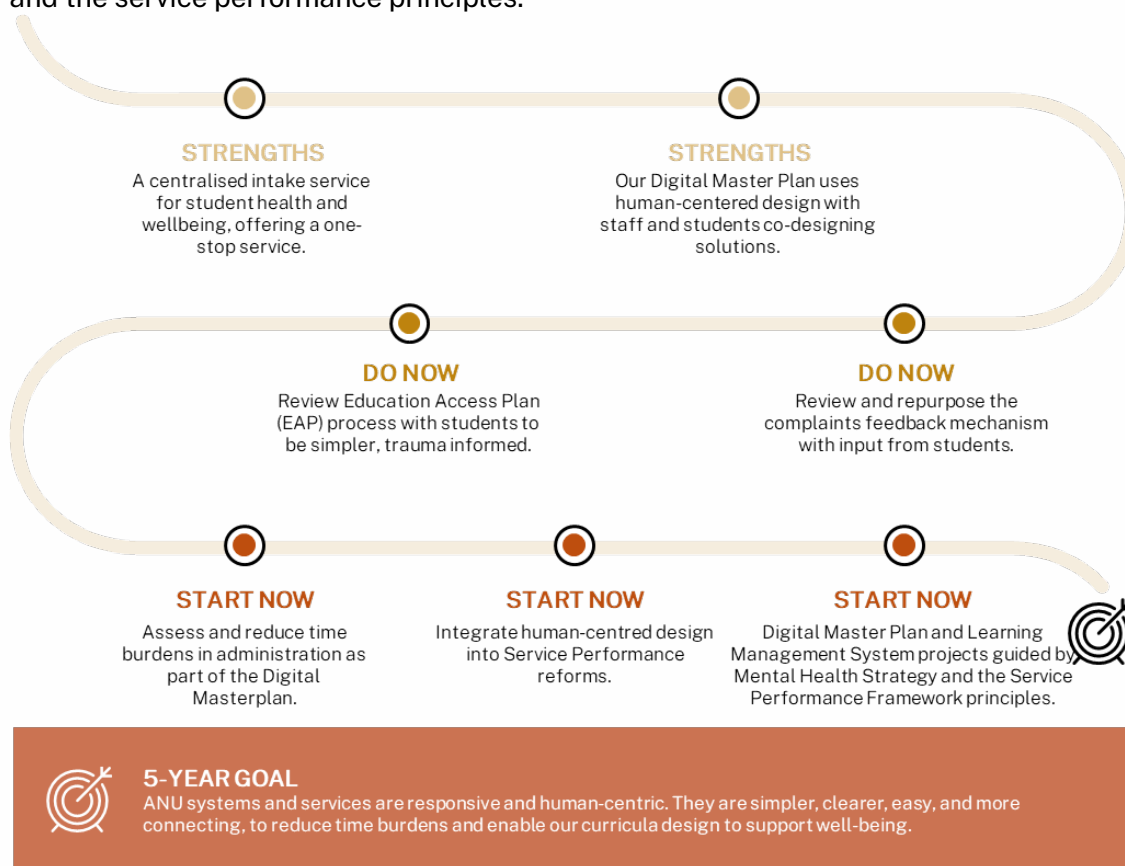 and the service performance principles.
STRENGTHS
A centralised intake service
for student health and
wellbeing, offering a one-
stop service.
STRENGTHS
Our Digital Master Plan uses
human-centered design with
staff and students co-designing
solutions.
DO NOW
Review Education Access Plan
(EAP) process with students to
be simpler, trauma informed.
DO NOW
Review and repurpose the
complaints feedback mechanism
with input from students.
START NOW
Assess and reduce time
burdens in administration as
part of the Digital
Masterplan.
START NOW
Integrate human-centred design
into Service Performance
reforms.
START NOW
Digital Master Plan and Learning
Management System projects guided by
Mental Health Strategy and the Service
Performance Framework principles.
5-YEAR GOAL
ANU systems and services are responsive and human-centric. They are simpler, clearer, easy, and more
connecting, to reduce time burdens and enable our curricula design to support well-being.